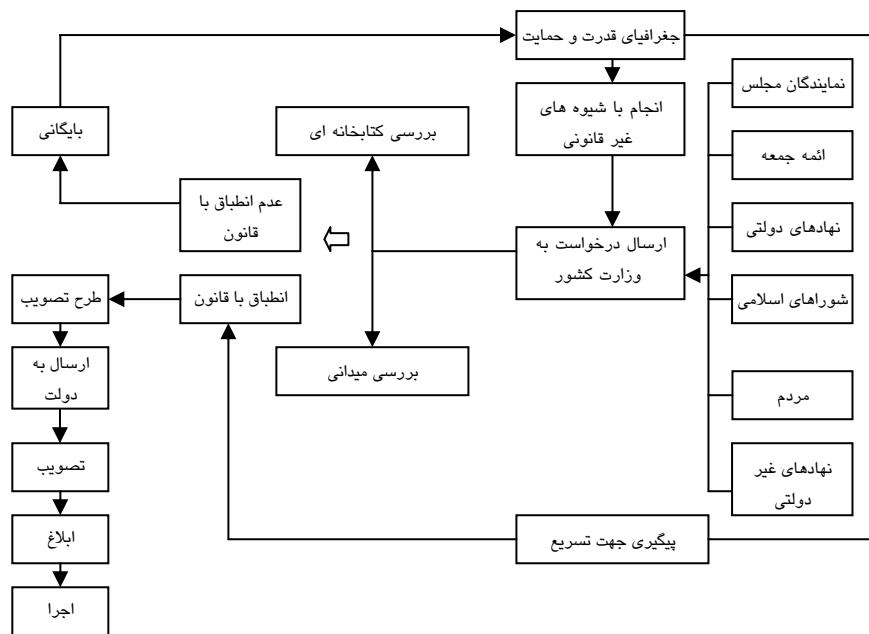 جغرافیای قدرت و حمایت
نمایندگان مجلس
انجام با شیوه های
غیر قانونی
بررسی کتابخانه ای
بایگانی
ائمه جمعه
عدم انطباق با
قانون
نهادهای دولتی
ارسال درخواست به
وزارت کشور
شوراهای اسلامی
انطباق با قانون
طرح تصویب
بررسی میدانی
ارسال به
دولت
مردم
تصویب
نهادهای غیر
دولتی
پیگیری جهت تسریع
ابلاغ
اجرا